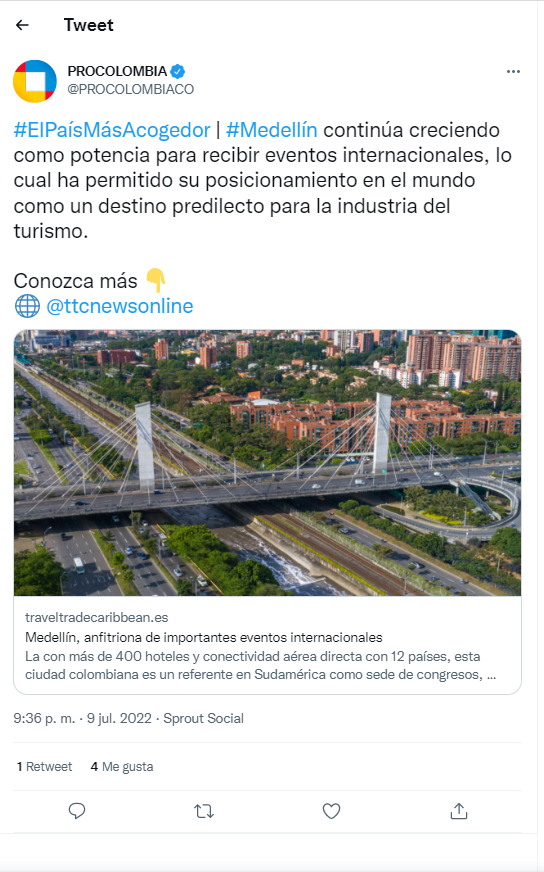 Tweet
PROCOLOMBIA
@PROCOLOMBIACO
#ElPaísMásAcogedor | #Medellín continúa creciendo
como potencia para recibir eventos internacionales, lo
cual ha permitido su posicionamiento en el mundo
como un destino predilecto para la industria del
turismo.
Conozca más 👇
🌐 @ttcnewsonline
traveltradecaribbean.es
Medellín, anfitriona de importantes eventos internacionales
La con más de 400 hoteles y conectividad aérea directa con 12 países, esta
ciudad colombiana es un referente en Sudamérica como sede de congresos, ...
9:36 p. m. · 9 jul. 2022 · Sprout Social
1 Retweet 4 Me gusta